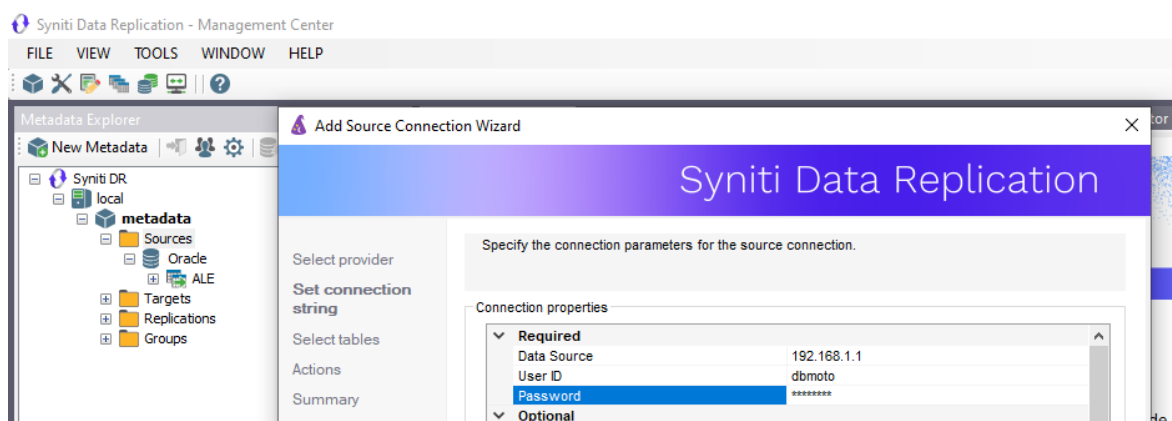 Syniti Data Replication - Management Center
FILE VIEW TOOLS WINDOW HELP
Metadata Explorer
New Metadata
Syniti DR
local
metadata
Sources
Oracle
ALE
Targets
Replications
Groups
Add Source Connection Wizard
Syniti Data Replication
Select provider
Set connection
string
Select tables
Actions
Summary
Specify the connection parameters for the source connection.
Connection properties
Required
Data Source 192.168.1.1
User ID dbmoto
Password ********
Optional
tor